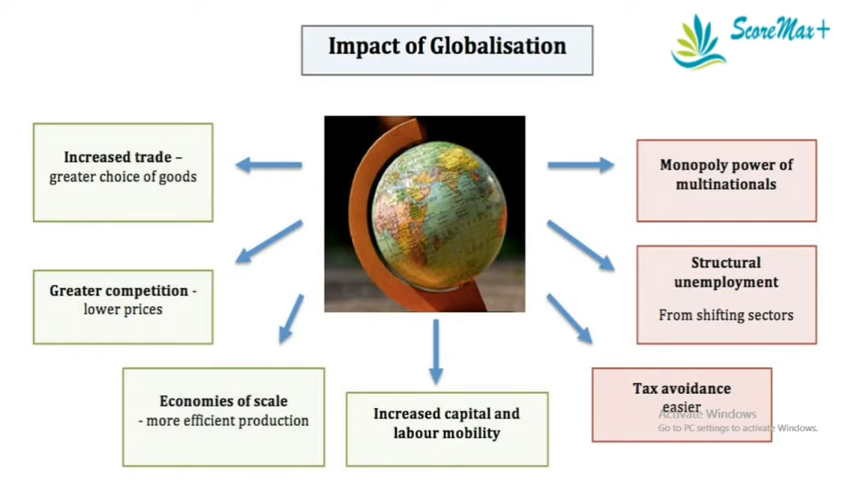 Impact of Globalisation
ScoreMax+
Increased trade –
greater choice of goods
Greater competition -
lower prices
Economies of scale
- more efficient production
Increased capital and
labour mobility
Monopoly power of
multinationals
Structural
unemployment
From shifting sectors
Tax avoidance
easier
Activate Windows
Go to PC settings to activate Windows.